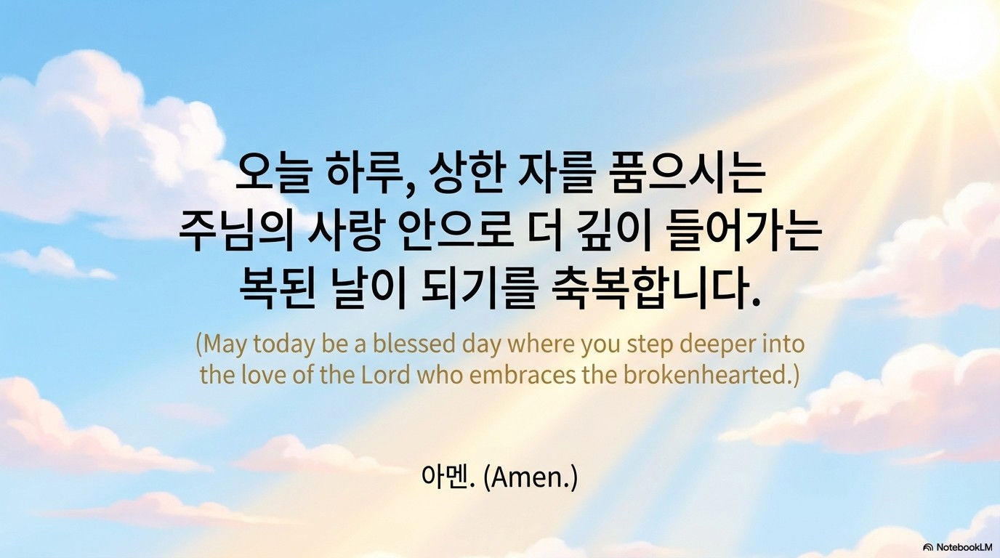 오늘 하루, 상한 자를 품으시는
주님의 사랑 안으로 더 깊이 들어가는
복된 날이 되기를 축복합니다.
(May today be a blessed day where you step deeper into
the love of the Lord who embraces the brokenhearted.)
아멘. (Amen.)
NotebookLM